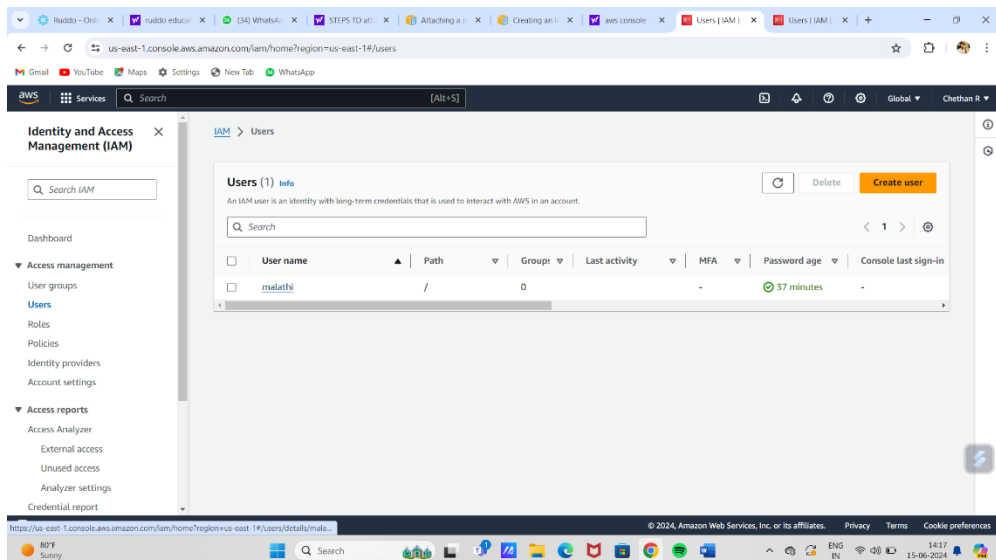 Ruddo - Onli
ruddo educat
(34) WhatsAp
STEPS TO att
Attaching a p
Creating an I
aws console
Users | IAM |
Users | IAM |
us-east-1.console.aws.amazon.com/iam/home?region=us-east-1#/users
Gmail YouTube Maps Settings New Tab WhatsApp
aws Services Search [Alt+S] Global Chethan R
Identity and Access
Management (IAM)
Search IAM
Dashboard
Access management
User groups
Users
Roles
Policies
Identity providers
Account settings
Access reports
Access Analyzer
External access
Unused access
Analyzer settings
Credential report
IAM > Users
Users (1) Info
Delete Create user
An IAM user is an identity with long-term credentials that is used to interact with AWS in an account.
Search
1
User name Path Group: Last activity MFA Password age Console last sign-in
malathi / 0 - 37 minutes -
https://us-east-1.console.aws.amazon.com/iam/home?region=us-east-1#/users/details/mala...
© 2024, Amazon Web Services, Inc. or its affiliates. Privacy Terms Cookie preferences
80°F
Sunny
Search
ENG
IN
14:17
15-06-2024